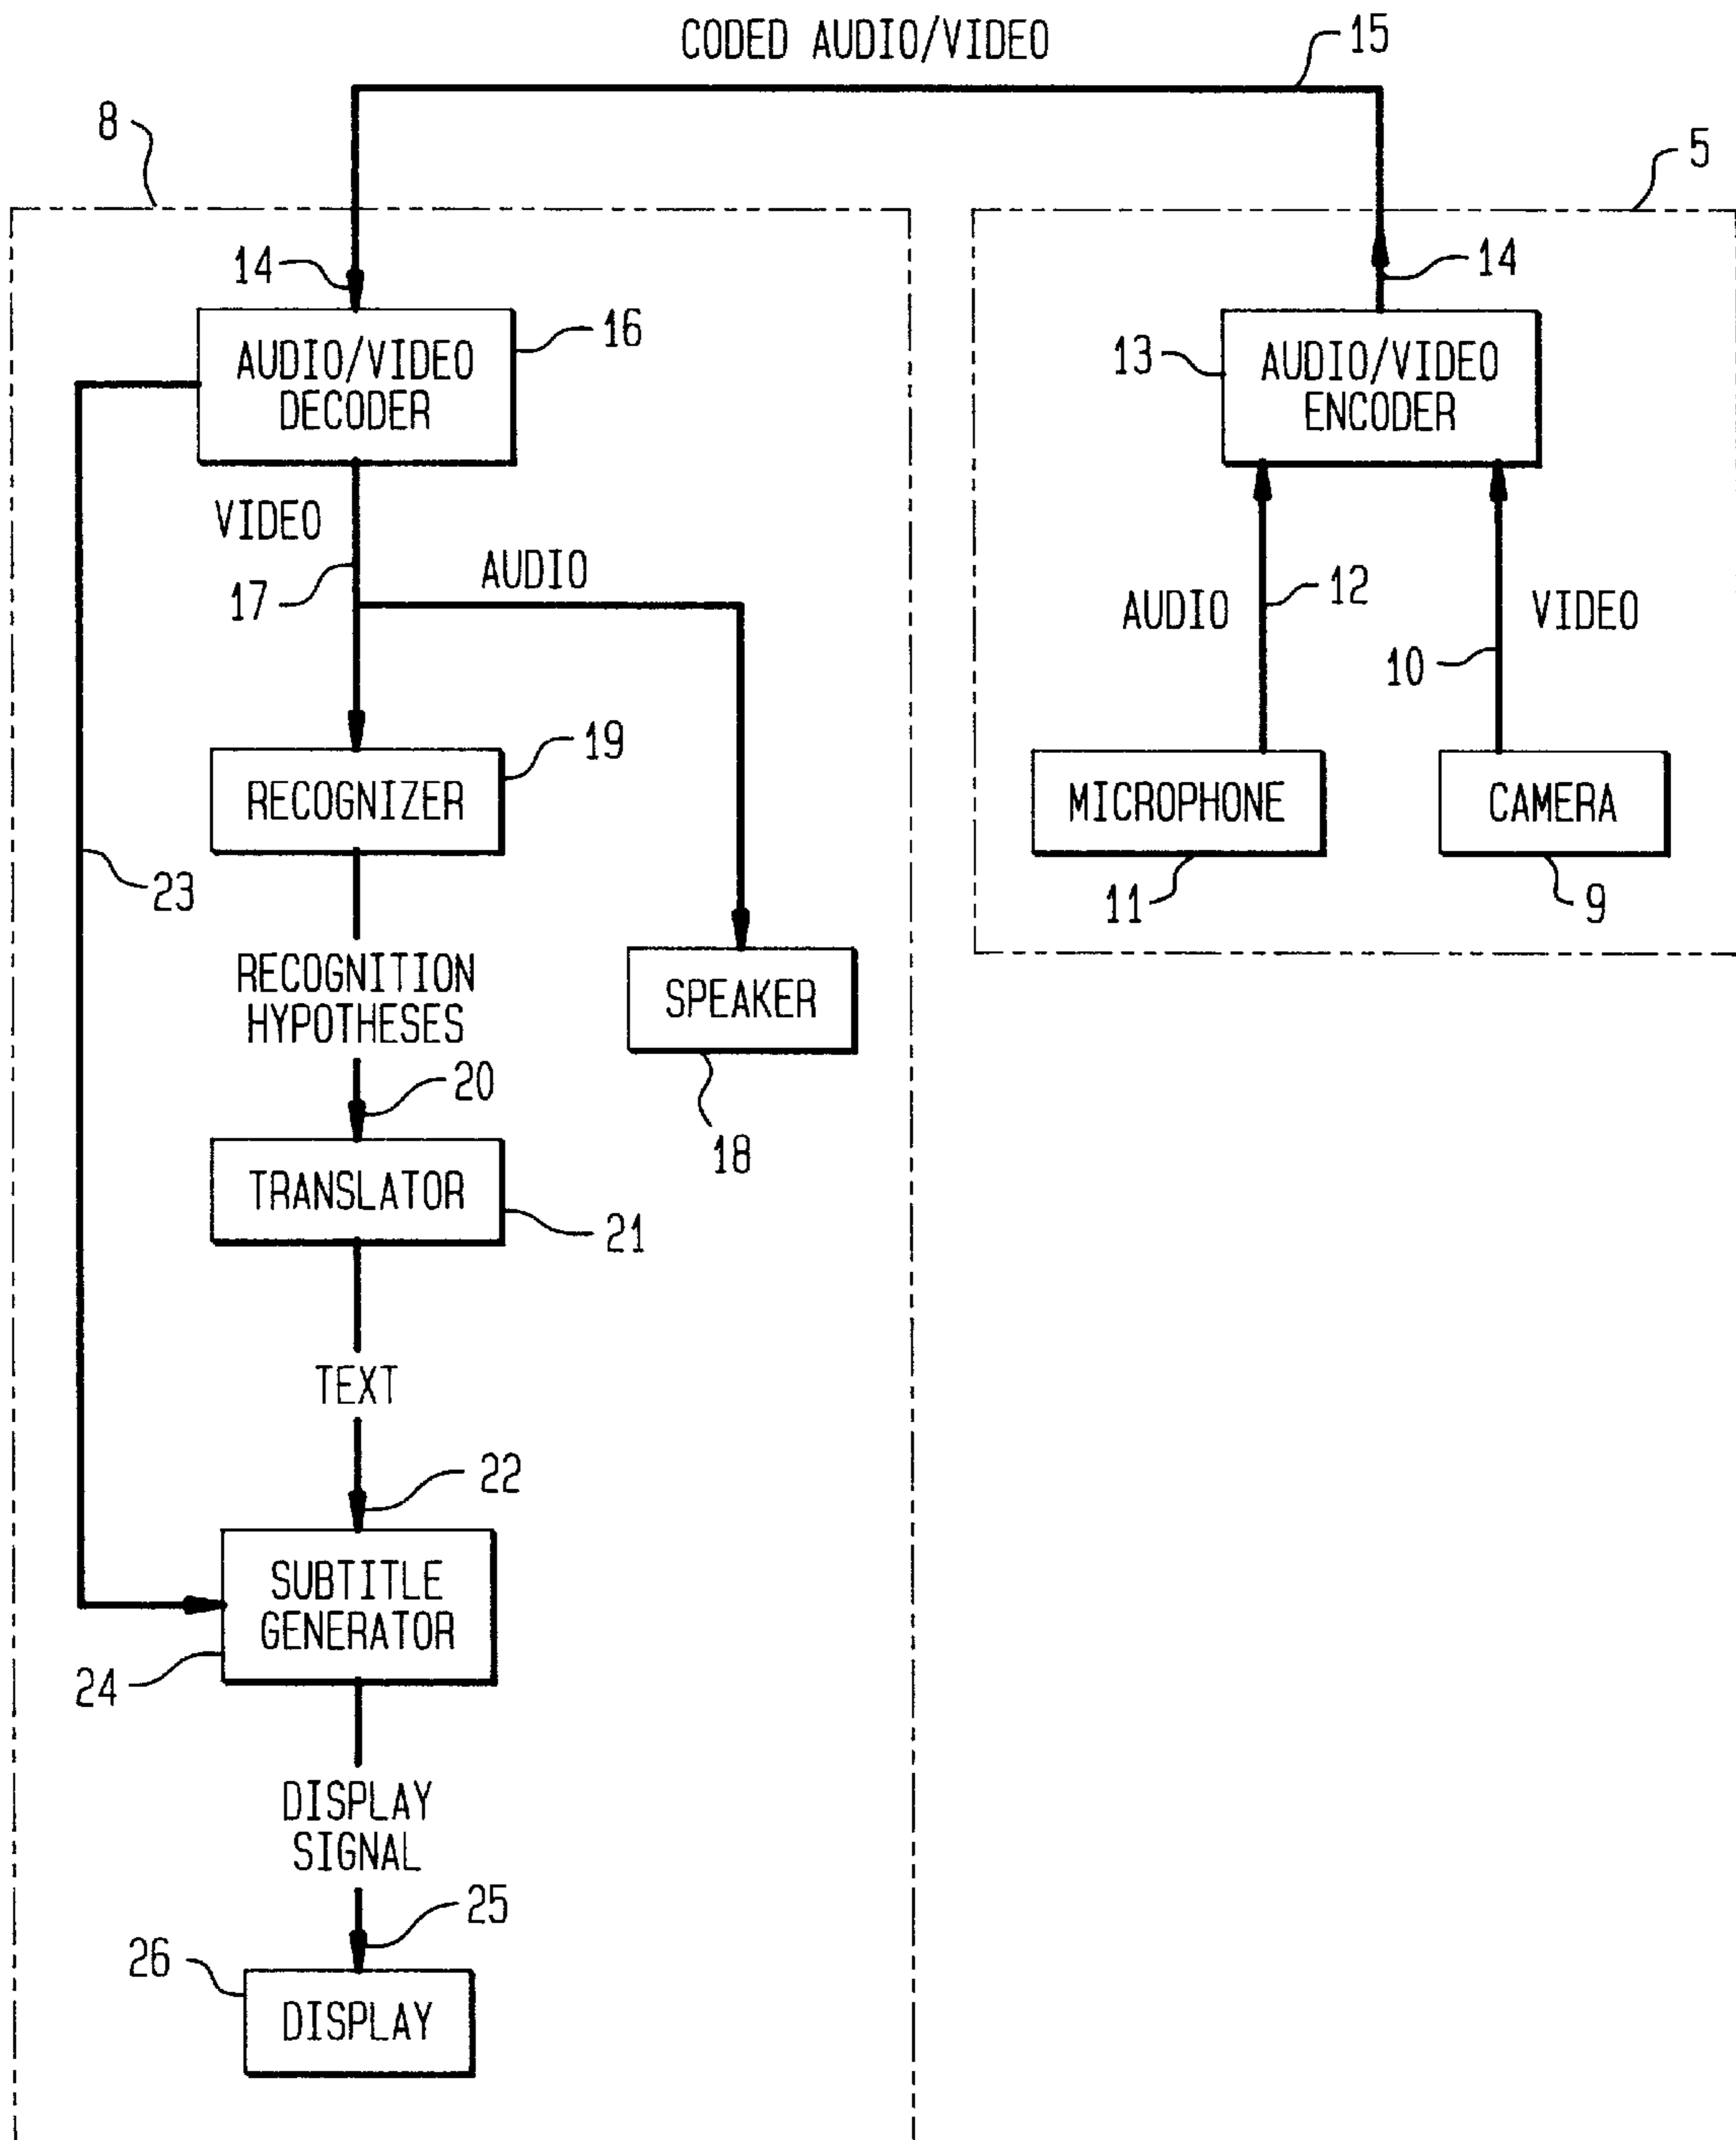 CODED AUDIO/VIDEO
15
8
5
14
14
16
AUDIO/VIDEO
DECODER
13
AUDIO/VIDEO
ENCODER
VIDEO
17
AUDIO
AUDIO
12
VIDEO
10
19
RECOGNIZER
MICROPHONE
CAMERA
23
11
9
RECOGNITION
HYPOTHESES
SPEAKER
20
18
TRANSLATOR
21
TEXT
22
SUBTITLE
GENERATOR
24
DISPLAY
SIGNAL
25
26
DISPLAY